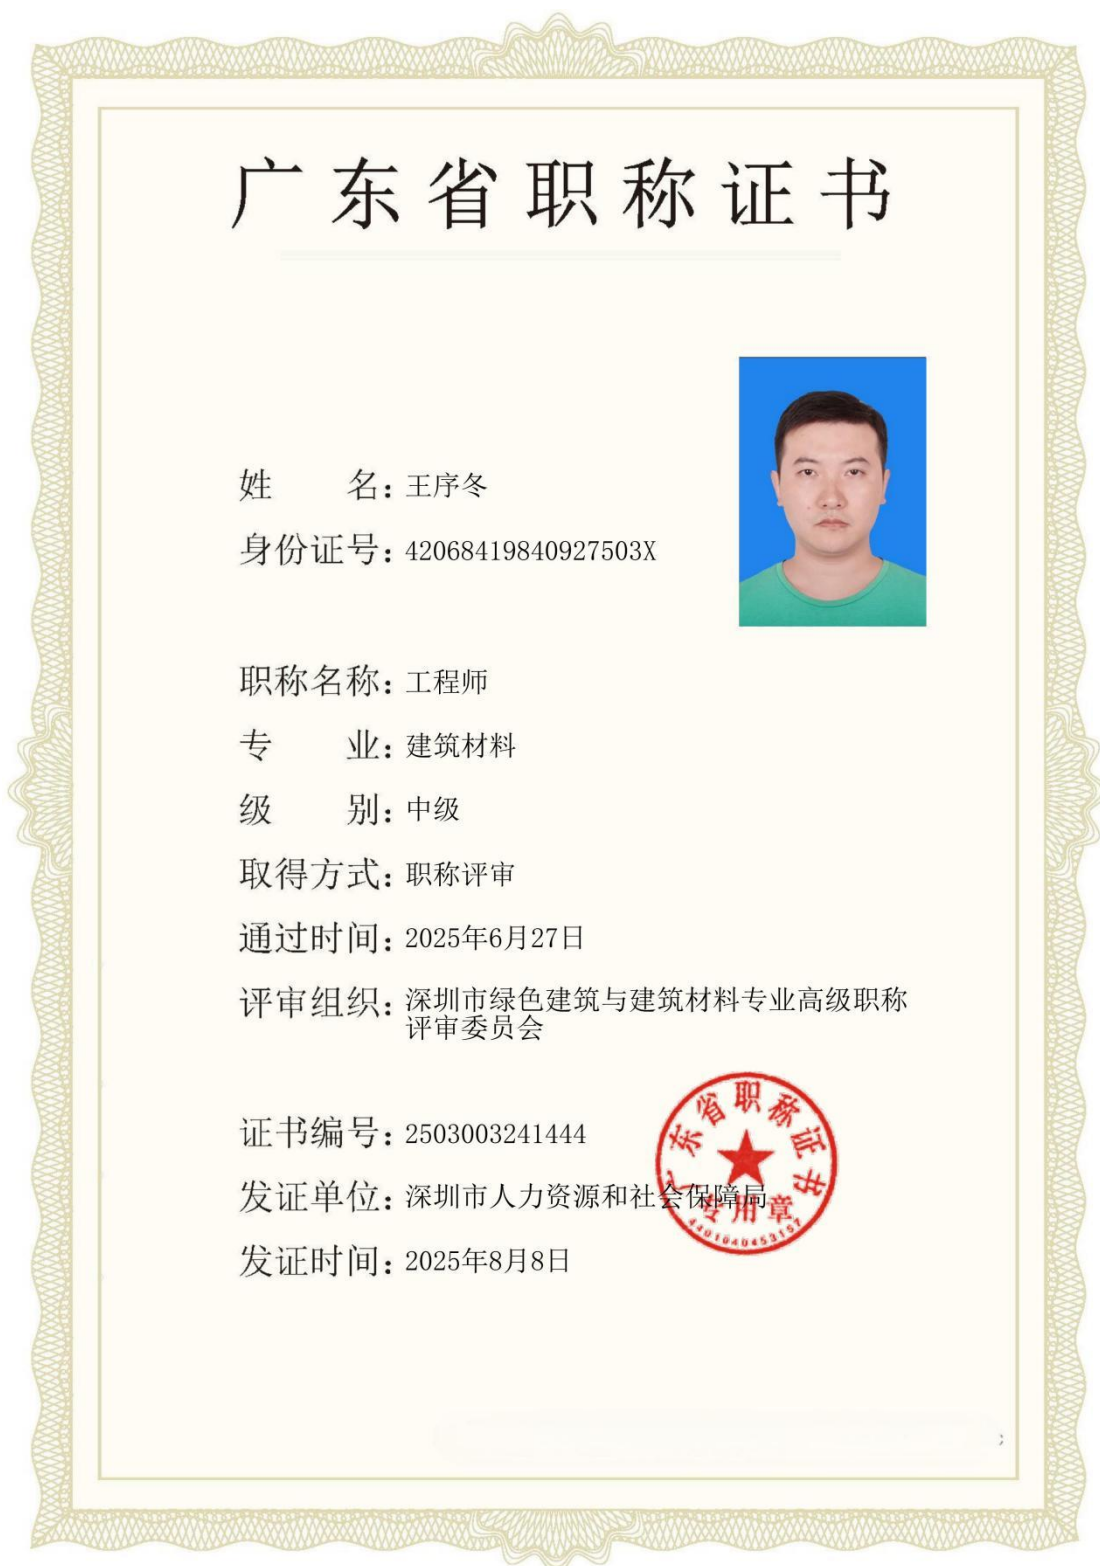 广东省职称证书
姓 名：王序冬
身份证号：42068419840927503X
职称名称：工程师
专 业：建筑材料
级 别：中级
取得方式：职称评审
通过时间：2025年6月27日
评审组织：深圳市绿色建筑与建筑材料专业高级职称
评审委员会
证书编号：2503003241444
发证单位：深圳市人力资源和社会保障局
发证时间：2025年8月8日
广东省职称证书
专用章
4401040453157